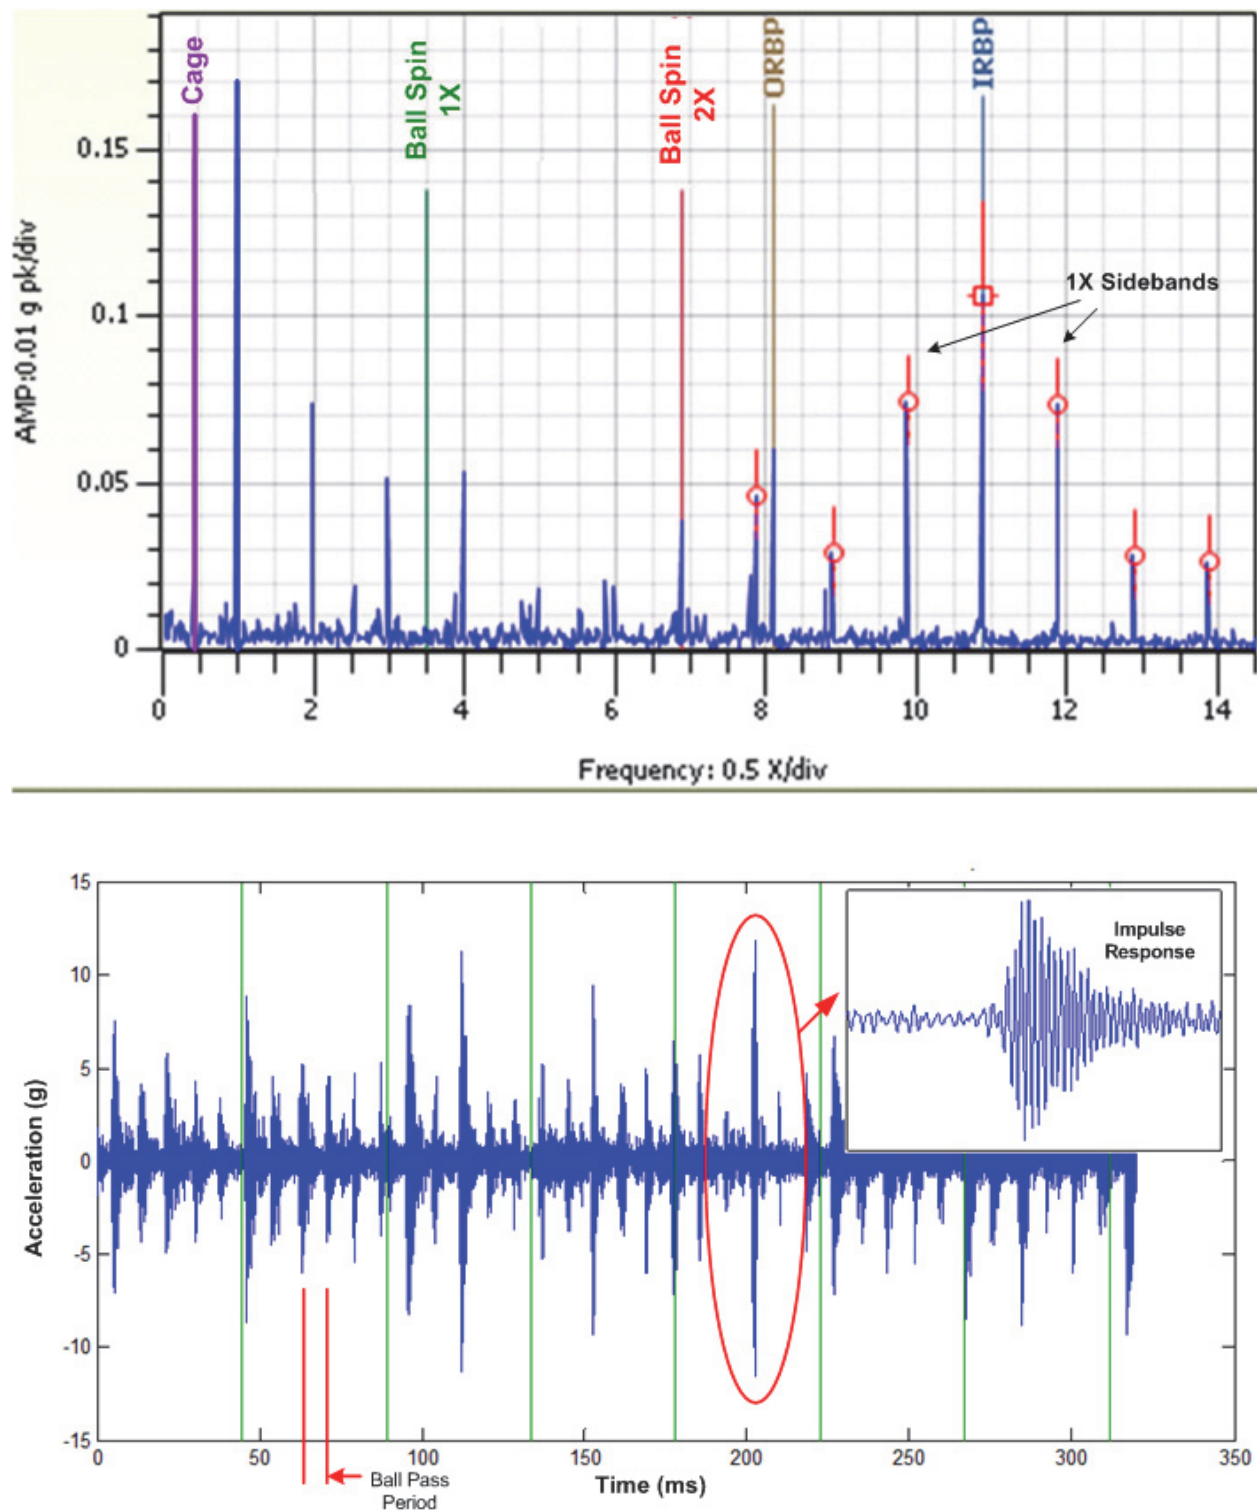 Cage
Ball Spin
1X
Ball Spin
2X
ORBP
IRBP
1X Sidebands
0.15
0.1
0.05
0
AMP:0.01 g pk/div
0 2 4 6 8 10 12 14
Frequency: 0.5 X/div
15
10
5
0
-5
-10
-15
Acceleration (g)
Impulse
Response
0 50 100 150 200 250 300 350
Ball Pass
Period
Time (ms)